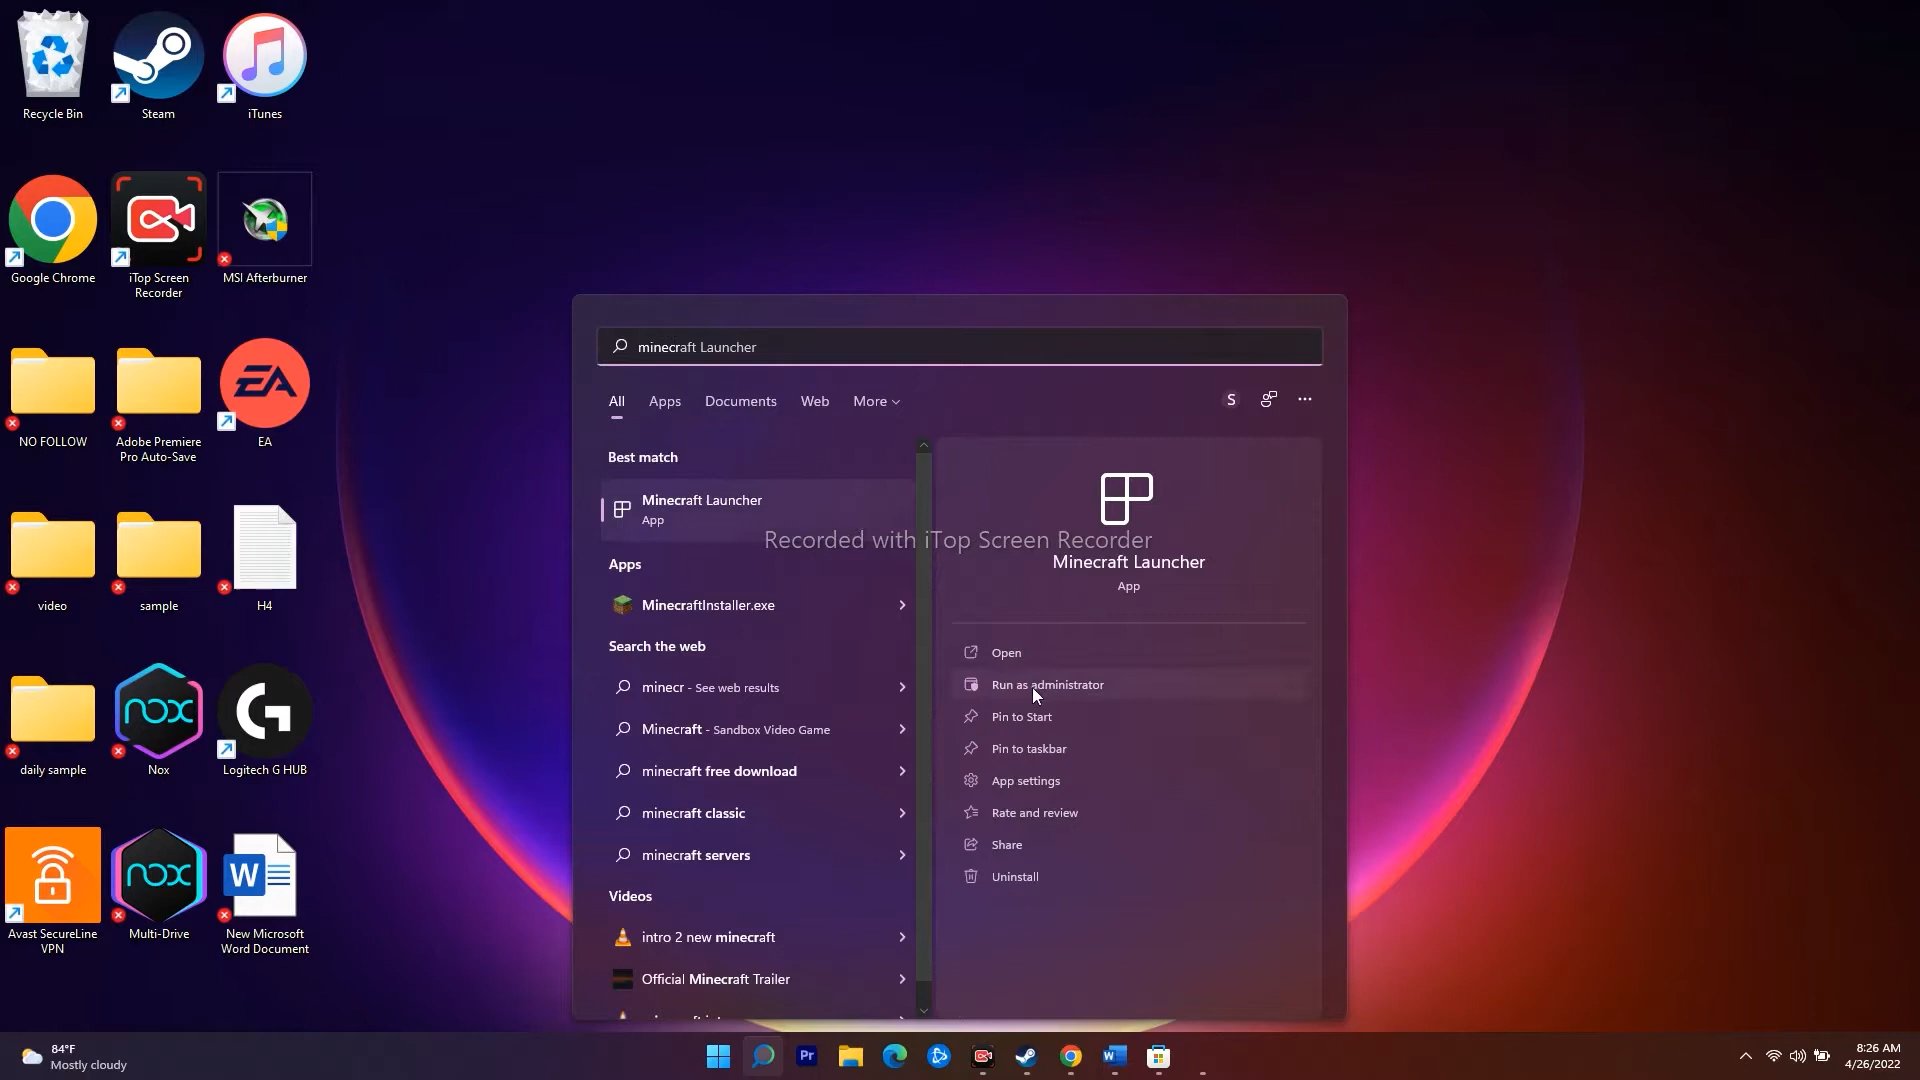 Recycle Bin
Steam
iTunes
Google Chrome
iTop Screen
Recorder
MSI Afterburner
NO FOLLOW
Adobe Premiere
Pro Auto-Save
EA
EA
video
sample
H4
daily sample
nox
Nox
G
Logitech G HUB
Avast SecureLine
VPN
nox
Multi-Drive
W
New Microsoft
Word Document
minecraft Launcher
All
Apps
Documents
Web
More
S
Best match
Minecraft Launcher
App
Apps
MinecraftInstaller.exe
Search the web
minecr - See web results
Minecraft - Sandbox Video Game
minecraft free download
minecraft classic
minecraft servers
Videos
intro 2 new minecraft
Official Minecraft Trailer
Recorded with iTop Screen Recorder
Minecraft Launcher
App
Open
Run as administrator
Pin to Start
Pin to taskbar
App settings
Rate and review
Share
Uninstall
84°F
Mostly cloudy
Pr
W
8:26 AM
4/26/2022